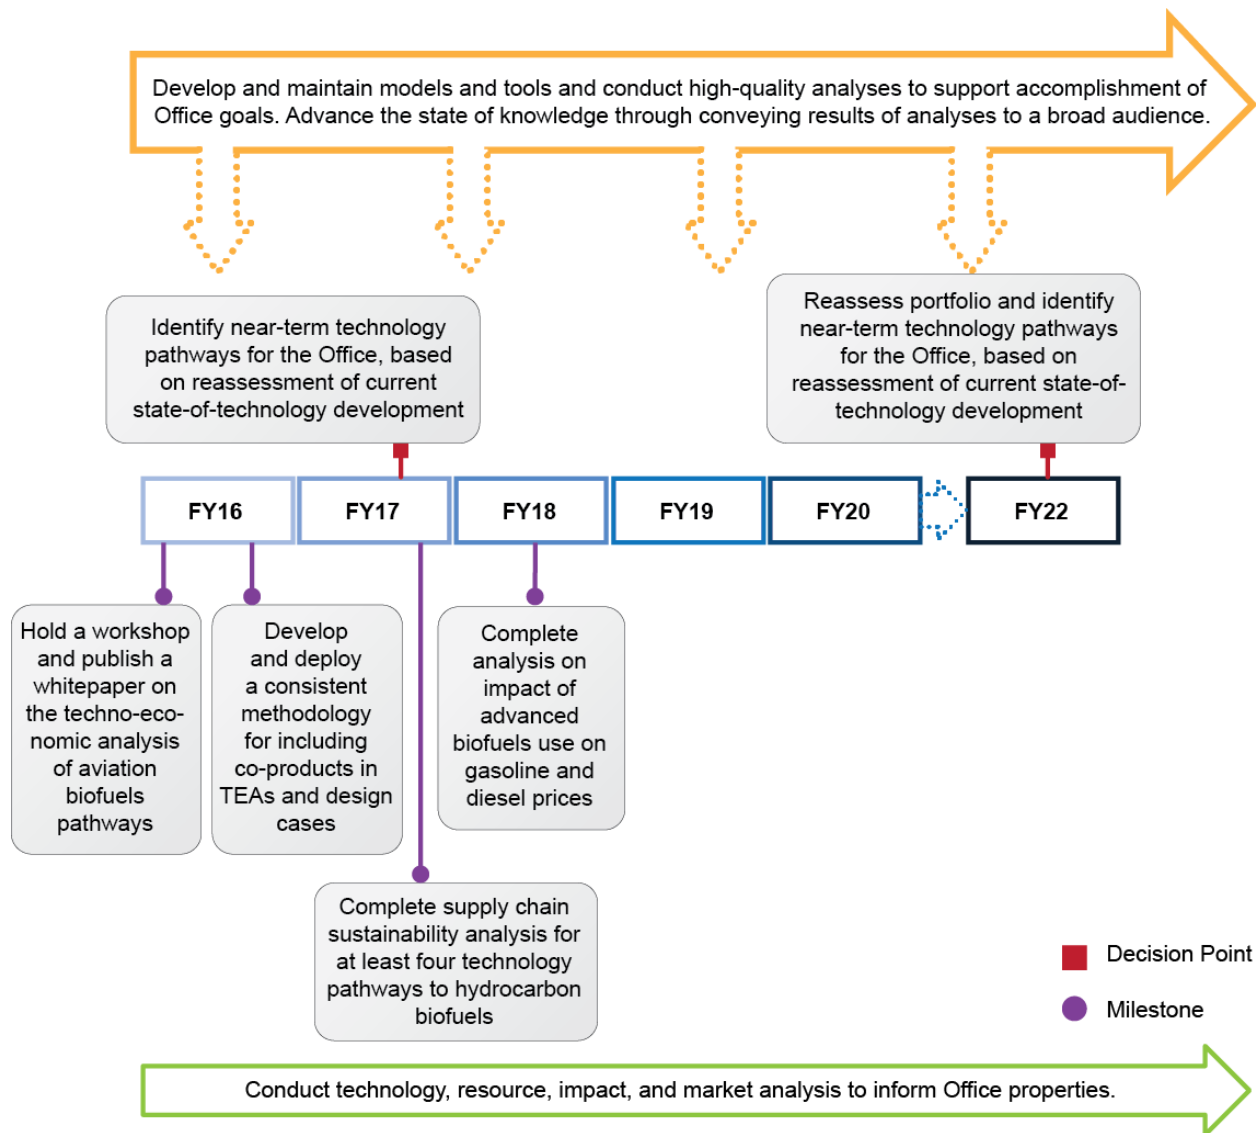 Develop and maintain models and tools and conduct high-quality analyses to support accomplishment of
Office goals. Advance the state of knowledge through conveying results of analyses to a broad audience.
Identify near-term technology
pathways for the Office, based
on reassessment of current
state-of-technology development
Reassess portfolio and identify
near-term technology pathways
for the Office, based on
reassessment of current state-of-
technology development
FY16
FY17
FY18
FY19
FY20
FY22
Hold a workshop
and publish a
whitepaper on
the techno-eco-
nomic analysis
of aviation
biofuels
pathways
Develop
and deploy
a consistent
methodology
for including
co-products in
TEAs and design
cases
Complete
analysis on
impact of
advanced
biofuels use on
gasoline and
diesel prices
Complete supply chain
sustainability analysis for
at least four technology
pathways to hydrocarbon
biofuels
Decision Point
Milestone
Conduct technology, resource, impact, and market analysis to inform Office properties.